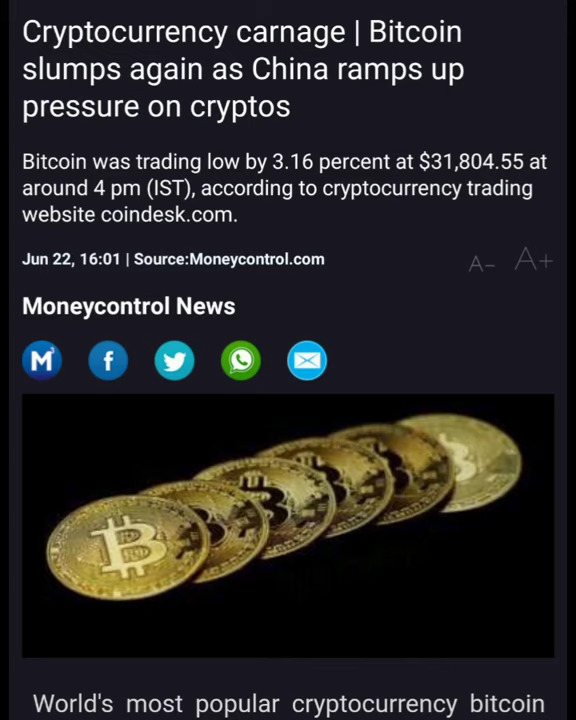 Cryptocurrency carnage | Bitcoin
slumps again as China ramps up
pressure on cryptos
Bitcoin was trading low by 3.16 percent at $31,804.55 at
around 4 pm (IST), according to cryptocurrency trading
website coindesk.com.
Jun 22, 16:01 | Source:Moneycontrol.com
A- A+
Moneycontrol News
World's most popular cryptocurrency bitcoin